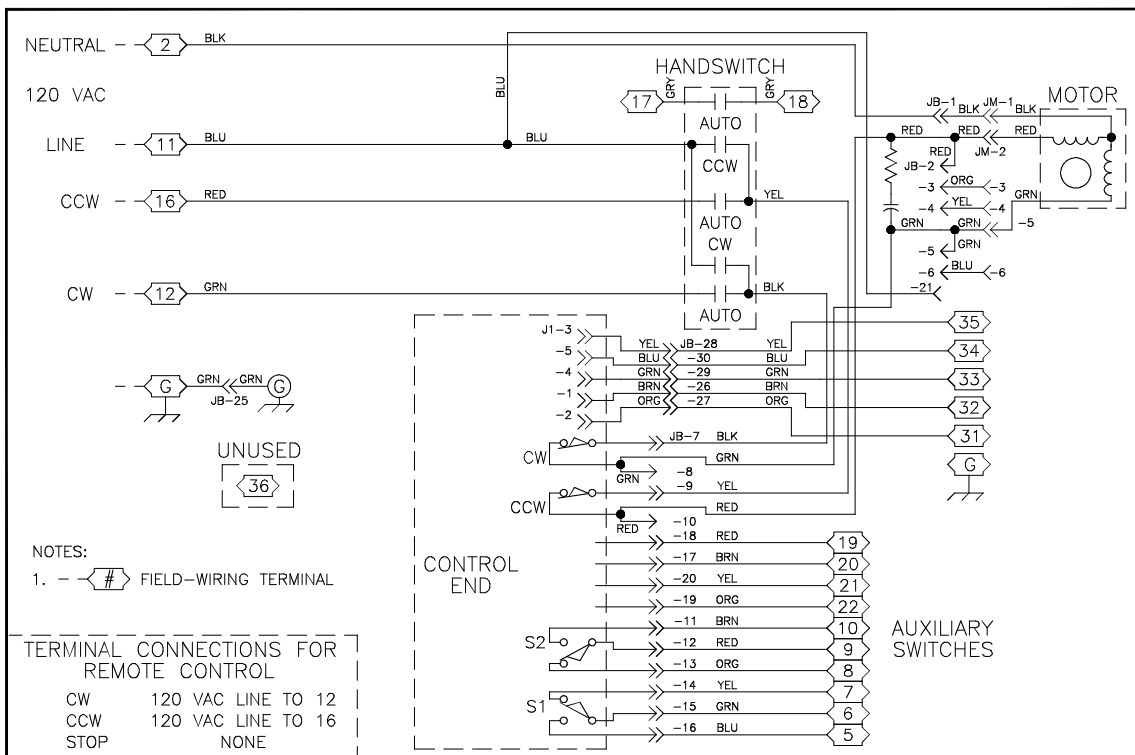 NEUTRAL 2 BLK
120 VAC
BLU
HANDSWITCH
17 GRY GRY 18
AUTO
LINE 11 BLU BLU
CCW
CCW 16 RED YEL
AUTO
CW
CW 12 GRN BLK
AUTO
MOTOR
JB-1 BLK JM-1 BLK
RED RED RED
RED JM-2
JB-2
-3 ORG -3
-4 YEL -4
GRN
GRN GRN -5
-5 GRN
-6 BLU -6
-21
J1-3 YEL JB-28 YEL 35
-5 BLU -30 BLU 34
-4 GRN -29 GRN 33
-1 BRN -26 BRN 32
-2 ORG -27 ORG 31
G GRN GRN G
JB-25
UNUSED
36
JB-7 BLK
CW GRN G
GRN -8
-9 YEL
CCW RED
RED -10
CONTROL
END
-18 RED 19
-17 BRN 20
-20 YEL 21
-19 ORG 22
-11 BRN 10
S2 -12 RED 9
-13 ORG 8
-14 YEL 7
S1 -15 GRN 6
-16 BLU 5
AUXILIARY
SWITCHES
NOTES:
1. # FIELD-WIRING TERMINAL
TERMINAL CONNECTIONS FOR
REMOTE CONTROL
CW 120 VAC LINE TO 12
CCW 120 VAC LINE TO 16
STOP NONE